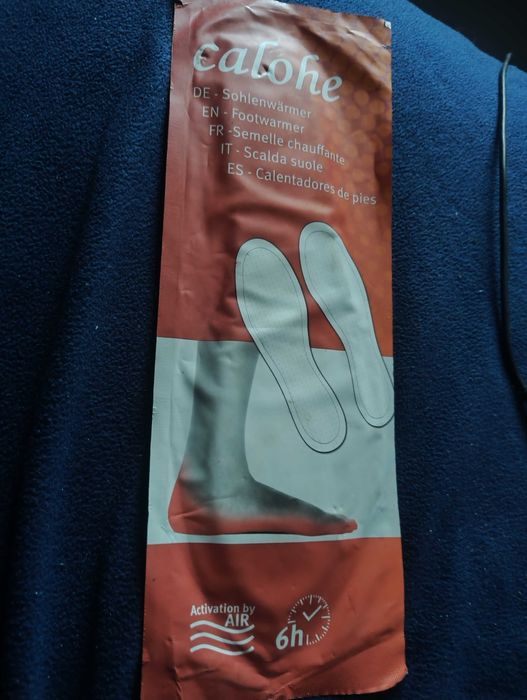 calohe
DE - Sohlenwärmer
EN - Footwarmer
FR -Semelle chauffante
IT - Scalda suole
ES - Calentadores de pies
Activation by
AIR
6h